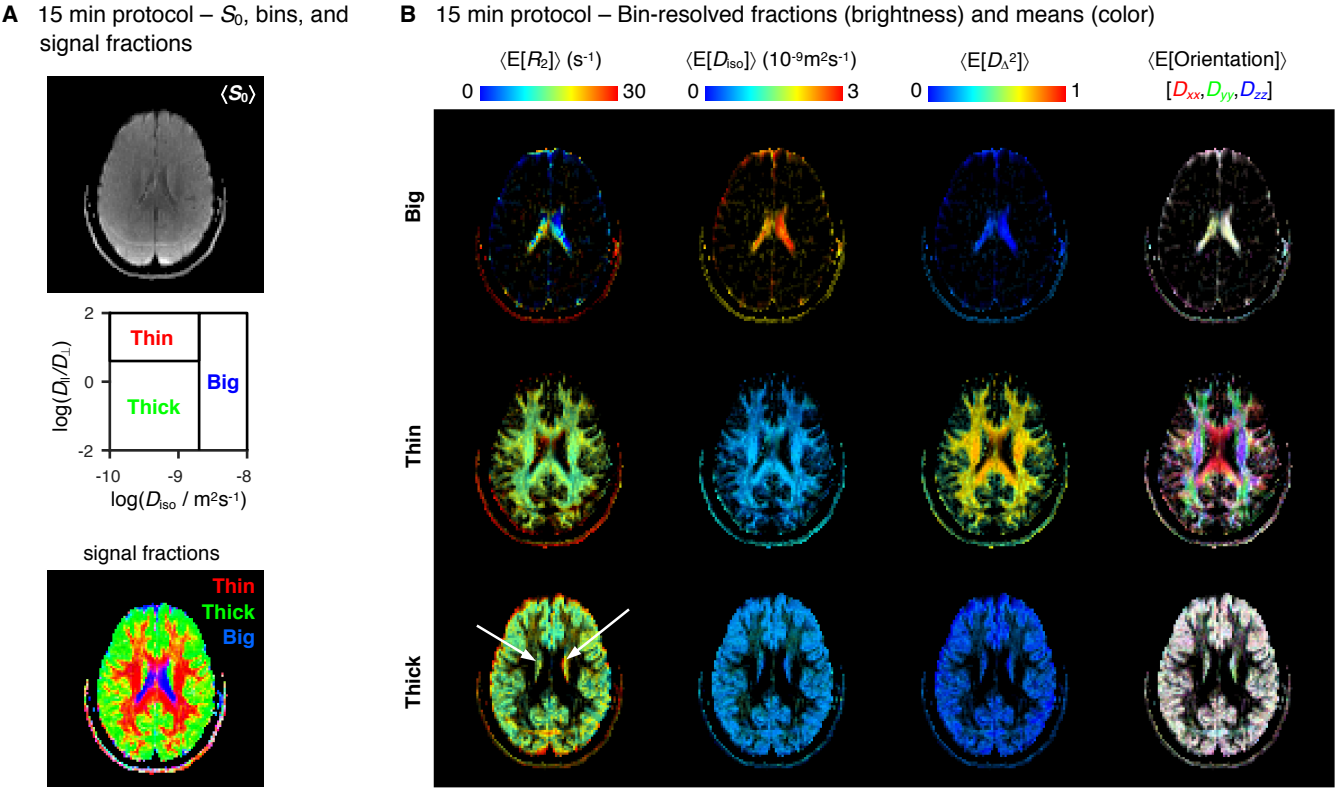 A 15 min protocol – S₀, bins, and
signal fractions
⟨S₀⟩
2
0
-2
log(D∥/D⊥)
Thin
Thick
Big
-10 -9 -8
log(Diso / m²s⁻¹)
signal fractions
Thin
Thick
Big
B 15 min protocol – Bin-resolved fractions (brightness) and means (color)
⟨E[R₂]⟩ (s⁻¹) ⟨E[Diso]⟩ (10⁻⁹m²s⁻¹) ⟨E[DΔ²]⟩ ⟨E[Orientation]⟩
0 30 0 3 0 1 [Dxx,Dyy,Dzz]
Big
Thin
Thick